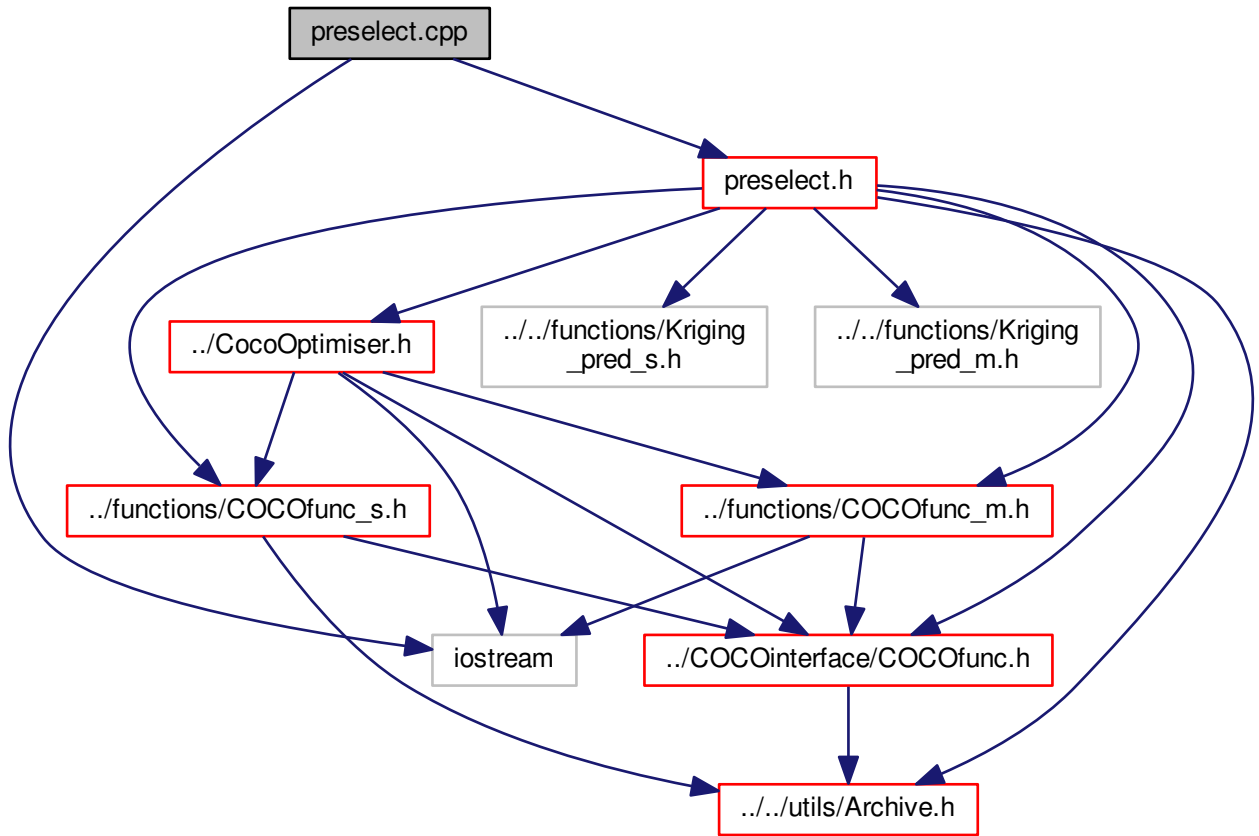 preselect.cpp
preselect.h
../CocoOptimiser.h
../../functions/Kriging
_pred_s.h
../../functions/Kriging
_pred_m.h
../functions/COCOfunc_s.h
../functions/COCOfunc_m.h
iostream
../COCOinterface/COCOfunc.h
../../utils/Archive.h